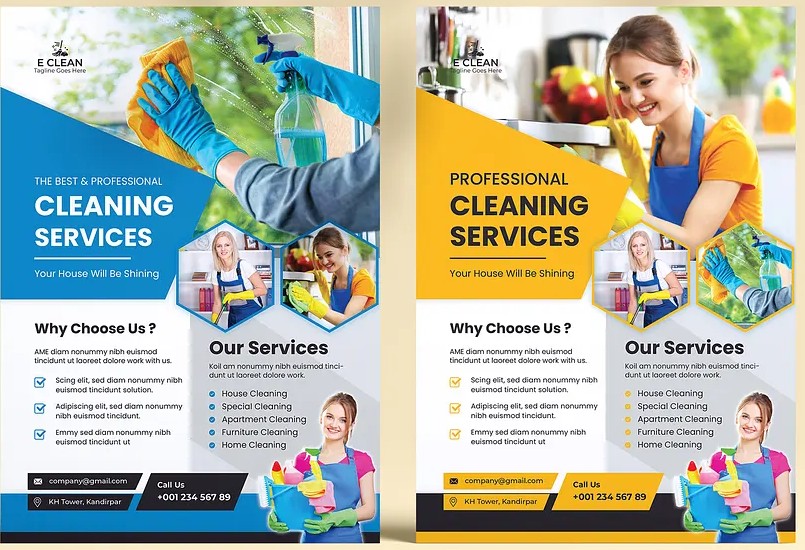 E CLEAN
Tagline Goes Here
THE BEST & PROFESSIONAL
CLEANING
SERVICES
Your House Will Be Shining
Why Choose Us ?
AME diam nonummy nibh euismod
tincidunt ut laoreet dolore work with us.
Scing elit, sed diam nonummy nibh
euismod tincidunt solution.
Adipiscing elit, sed diam nonummy
nibh euismod tincidunt.
Emmy sed diam nonummy nibh
euismod tincidunt ut
Our Services
Koil am nonummy nibh euismod tinci-
dunt ut laoreet dolore work.
House Cleaning
Special Cleaning
Apartment Cleaning
Furniture Cleaning
Home Cleaning
company@gmail.com
KH Tower, Kandirpar
Call Us
+001 234 567 89
E CLEAN
Tagline Goes Here
PROFESSIONAL
CLEANING
SERVICES
Your House Will Be Shining
Why Choose Us ?
AME diam nonummy nibh euismod
tincidunt ut laoreet dolore work with us.
Scing elit, sed diam nonummy nibh
euismod tincidunt solution.
Adipiscing elit, sed diam nonummy
nibh euismod tincidunt.
Emmy sed diam nonummy nibh
euismod tincidunt ut
Our Services
Koil am nonummy nibh euismod tinci-
dunt ut laoreet dolore work.
House Cleaning
Special Cleaning
Apartment Cleaning
Furniture Cleaning
Home Cleaning
company@gmail.com
KH Tower, Kandirpar
Call Us
+001 234 567 89